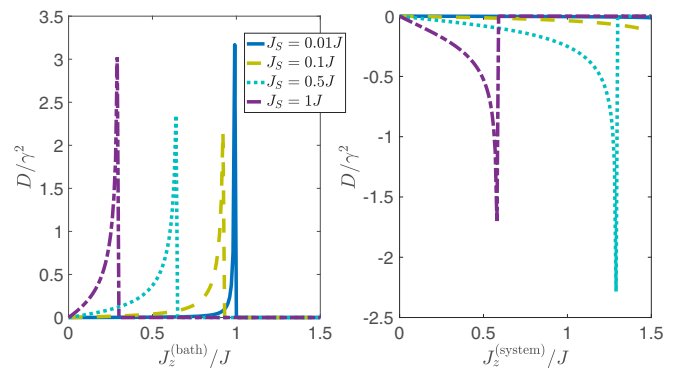 3.5
3
2.5
2
1.5
1
0.5
0
D/γ²
0
0.5
1
1.5
J_z^(bath)/J
J_S = 0.01J
J_S = 0.1J
J_S = 0.5J
J_S = 1J
0
-0.5
-1
-1.5
-2
-2.5
D/γ²
0
0.5
1
1.5
J_z^(system)/J